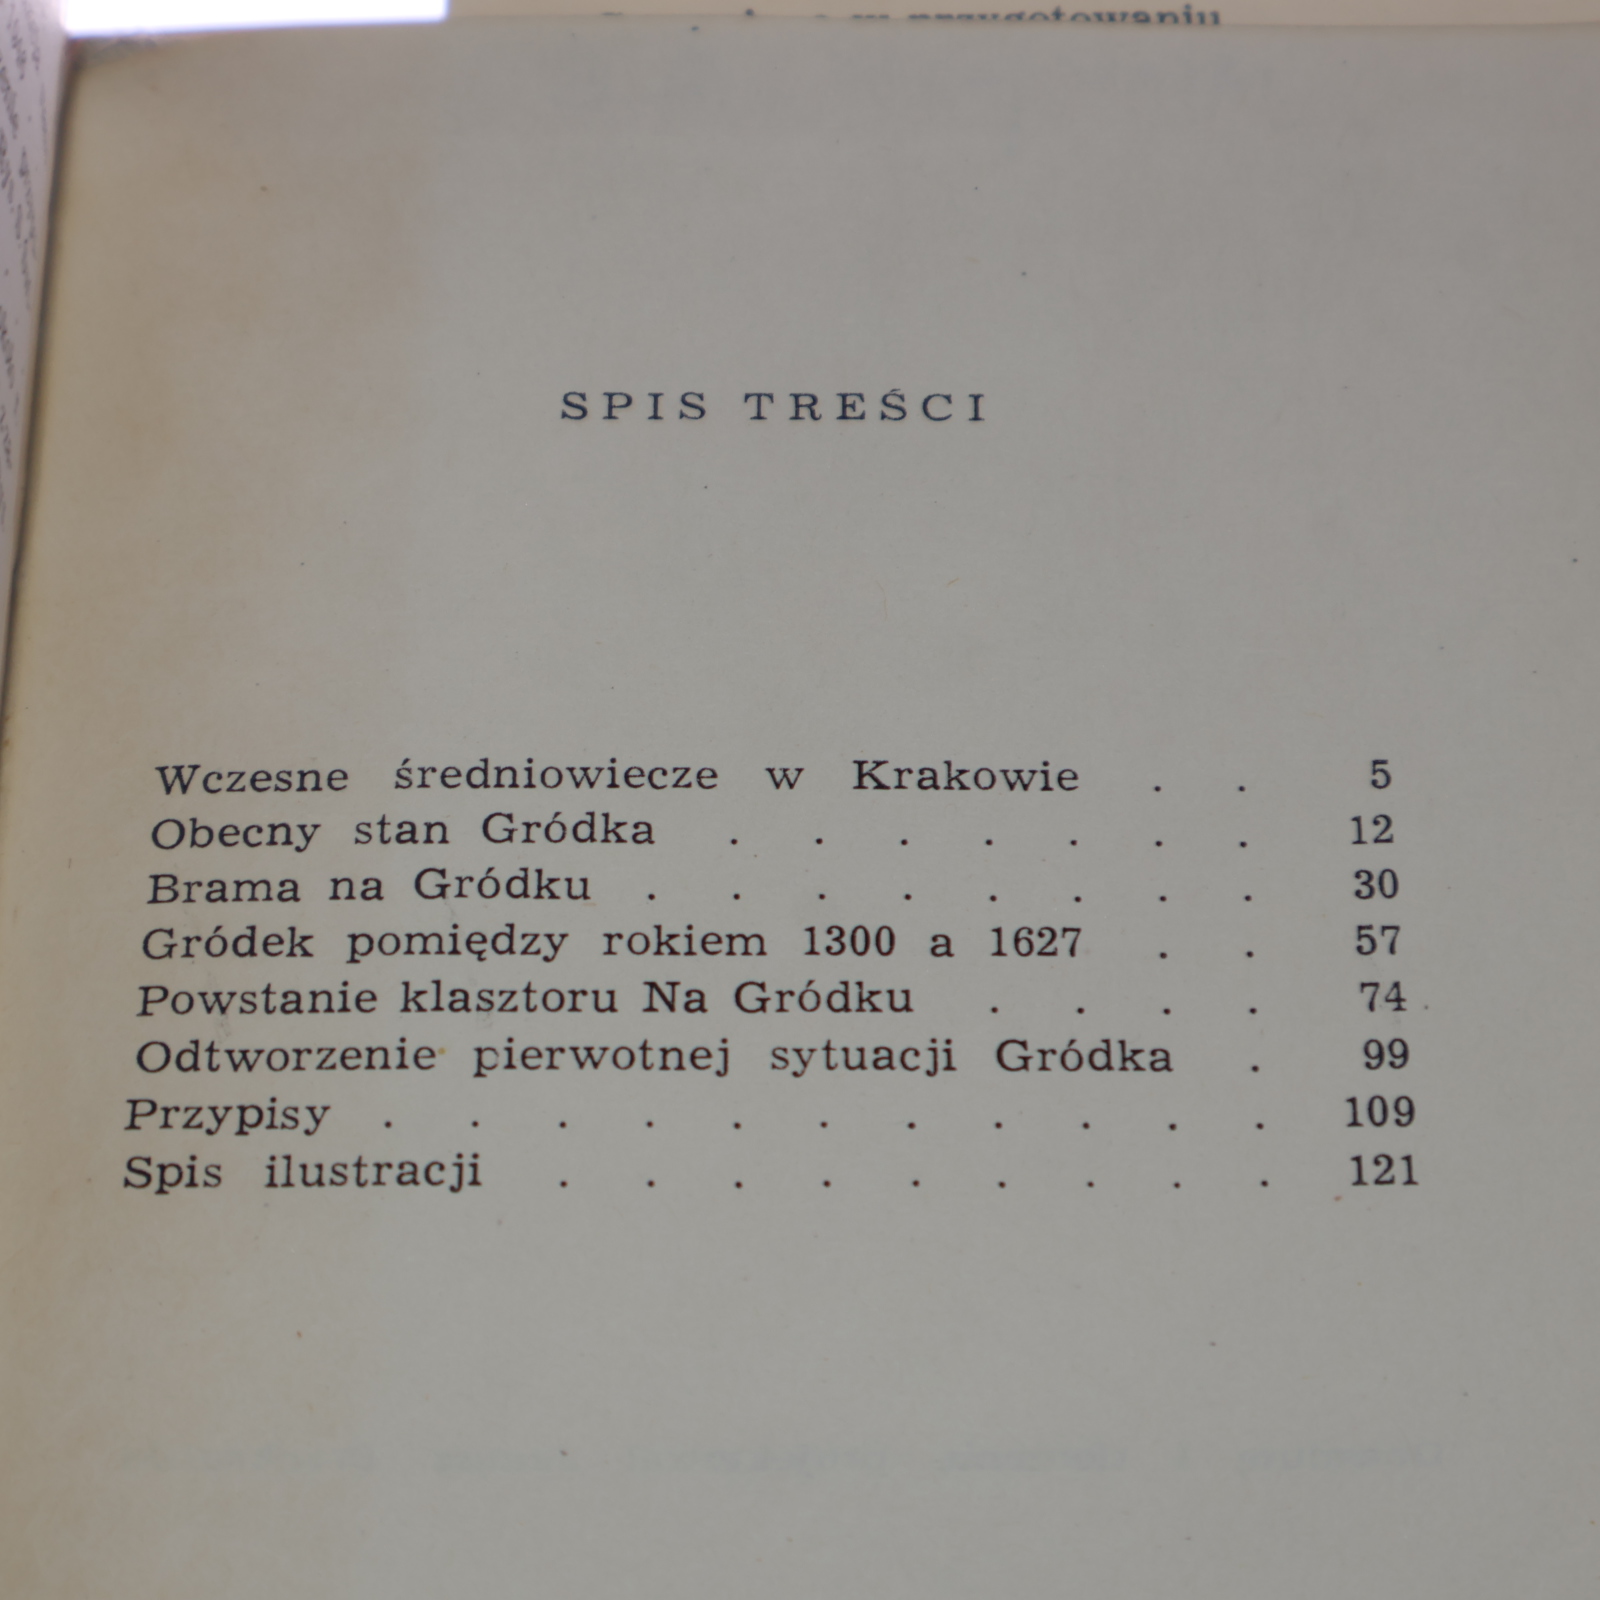 przygotowaniu
SPIS TREŚCI
Wczesne średniowiecze w Krakowie . . 5
Obecny stan Gródka . . . . . . . 12
Brama na Gródku . . . . . . . . 30
Gródek pomiędzy rokiem 1300 a 1627 . . 57
Powstanie klasztoru Na Gródku . . . . 74
Odtworzenie pierwotnej sytuacji Gródka . 99
Przypisy . . . . . . . . . . . 109
Spis ilustracji . . . . . . . . . 121